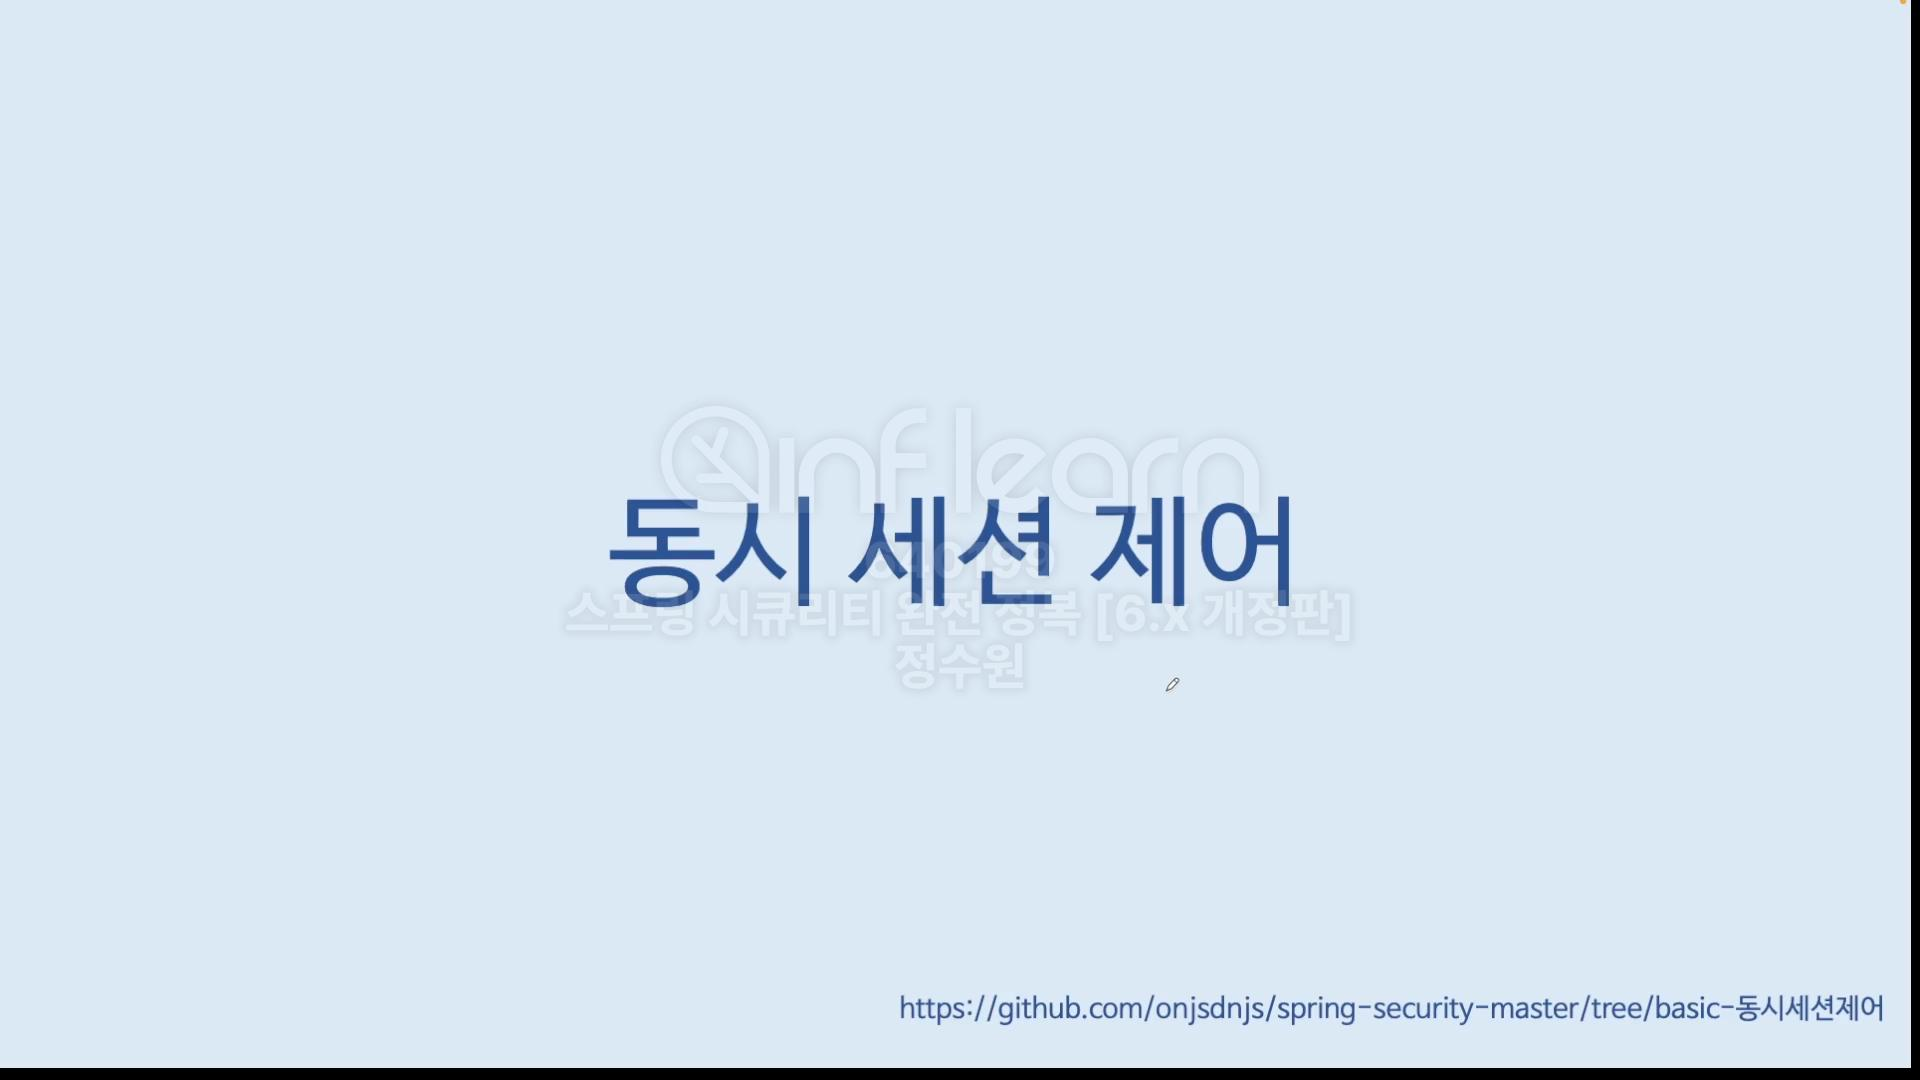 inflearn
동시 세션 제어
스프링 시큐리티 완전 정복 [6.x 개정판]
정수원
https://github.com/onjsdnjs/spring-security-master/tree/basic-동시세션제어